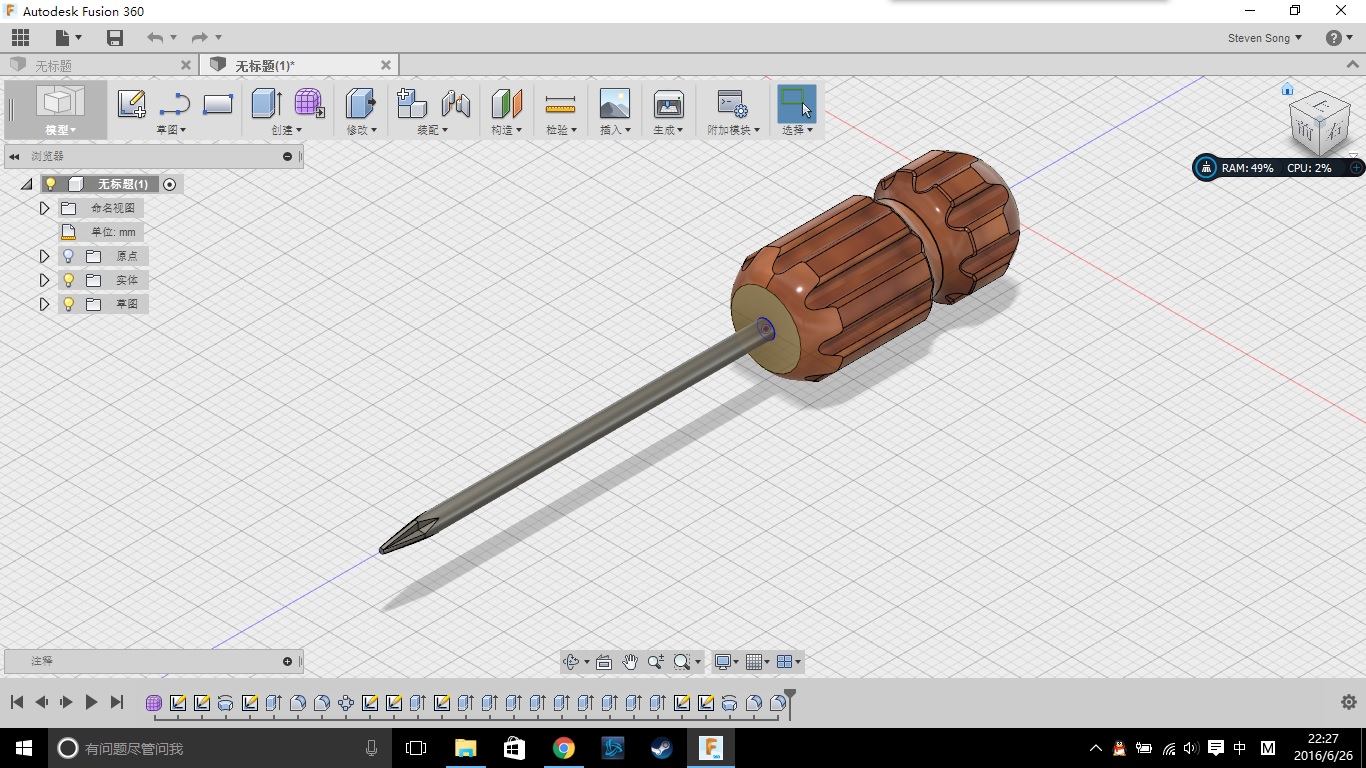 Autodesk Fusion 360
Steven Song
无标题
无标题(1)*
模型
草图
创建
修改
装配
构造
检验
插入
生成
附加模块
选择
浏览器
RAM: 49% CPU: 2%
无标题(1)
命名视图
单位: mm
原点
实体
草图
注释
有问题尽管问我
中
M
22:27
2016/6/26